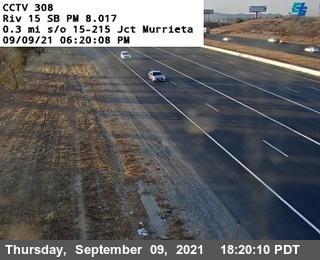 CCTV 308
Riv 15 SB PM 8.017
0.3 mi s/o 15-215 Jct Murrieta
09/09/21 06:20:08 PM
Thursday, September 09, 2021 18:20:10 PDT